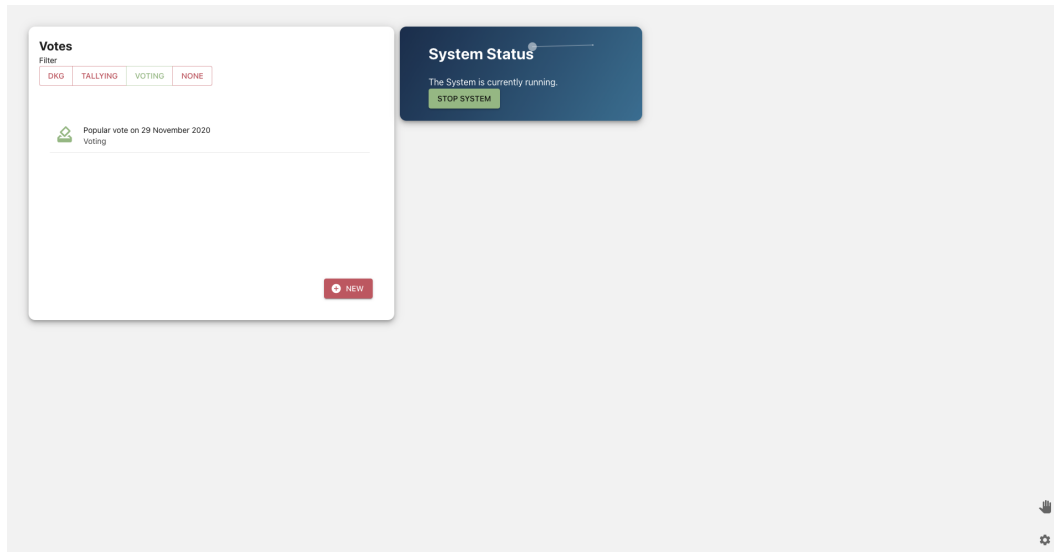 Votes
Filter
DKG TALLYING VOTING NONE
Popular vote on 29 November 2020
Voting
NEW
System Status
The System is currently running.
STOP SYSTEM